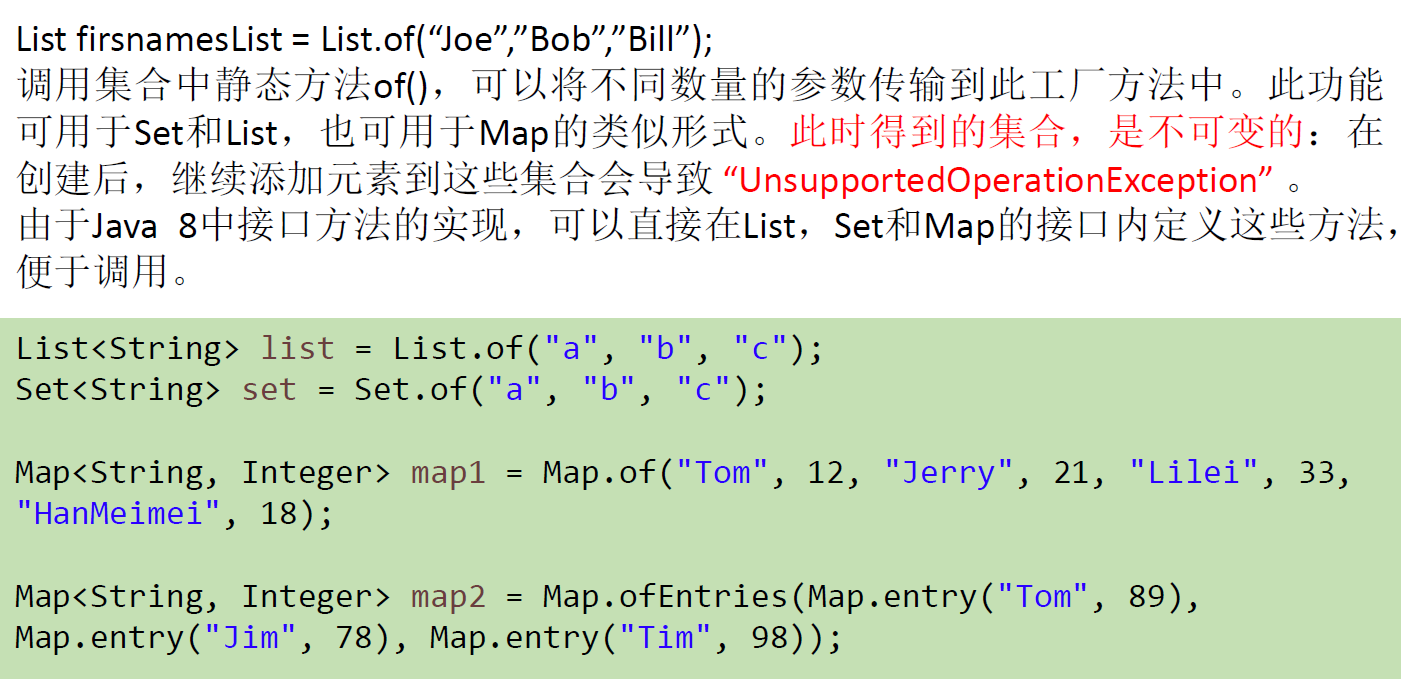 List firsnamesList = List.of(“Joe”,”Bob”,”Bill”);
调用集合中静态方法of()，可以将不同数量的参数传输到此工厂方法中。此功能
可用于Set和List，也可用于Map的类似形式。此时得到的集合，是不可变的：在
创建后，继续添加元素到这些集合会导致 “UnsupportedOperationException” 。
由于Java 8中接口方法的实现，可以直接在List，Set和Map的接口内定义这些方法，
便于调用。
List<String> list = List.of("a", "b", "c");
Set<String> set = Set.of("a", "b", "c");
Map<String, Integer> map1 = Map.of("Tom", 12, "Jerry", 21, "Lilei", 33,
"HanMeimei", 18);
Map<String, Integer> map2 = Map.ofEntries(Map.entry("Tom", 89),
Map.entry("Jim", 78), Map.entry("Tim", 98));